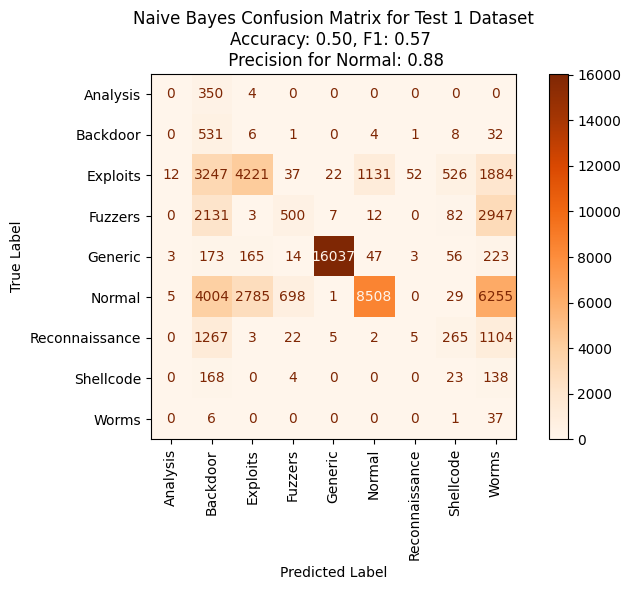 Naive Bayes Confusion Matrix for Test 1 Dataset
Accuracy: 0.50, F1: 0.57
Precision for Normal: 0.88
True Label
Analysis 0 350 4 0 0 0 0 0 0
Backdoor 0 531 6 1 0 4 1 8 32
Exploits 12 3247 4221 37 22 1131 52 526 1884
Fuzzers 0 2131 3 500 7 12 0 82 2947
Generic 3 173 165 14 16037 47 3 56 223
Normal 5 4004 2785 698 1 8508 0 29 6255
Reconnaissance 0 1267 3 22 5 2 5 265 1104
Shellcode 0 168 0 4 0 0 0 23 138
Worms 0 6 0 0 0 0 0 1 37
Analysis Backdoor Exploits Fuzzers Generic Normal Reconnaissance Shellcode Worms
Predicted Label
16000
14000
12000
10000
8000
6000
4000
2000
0